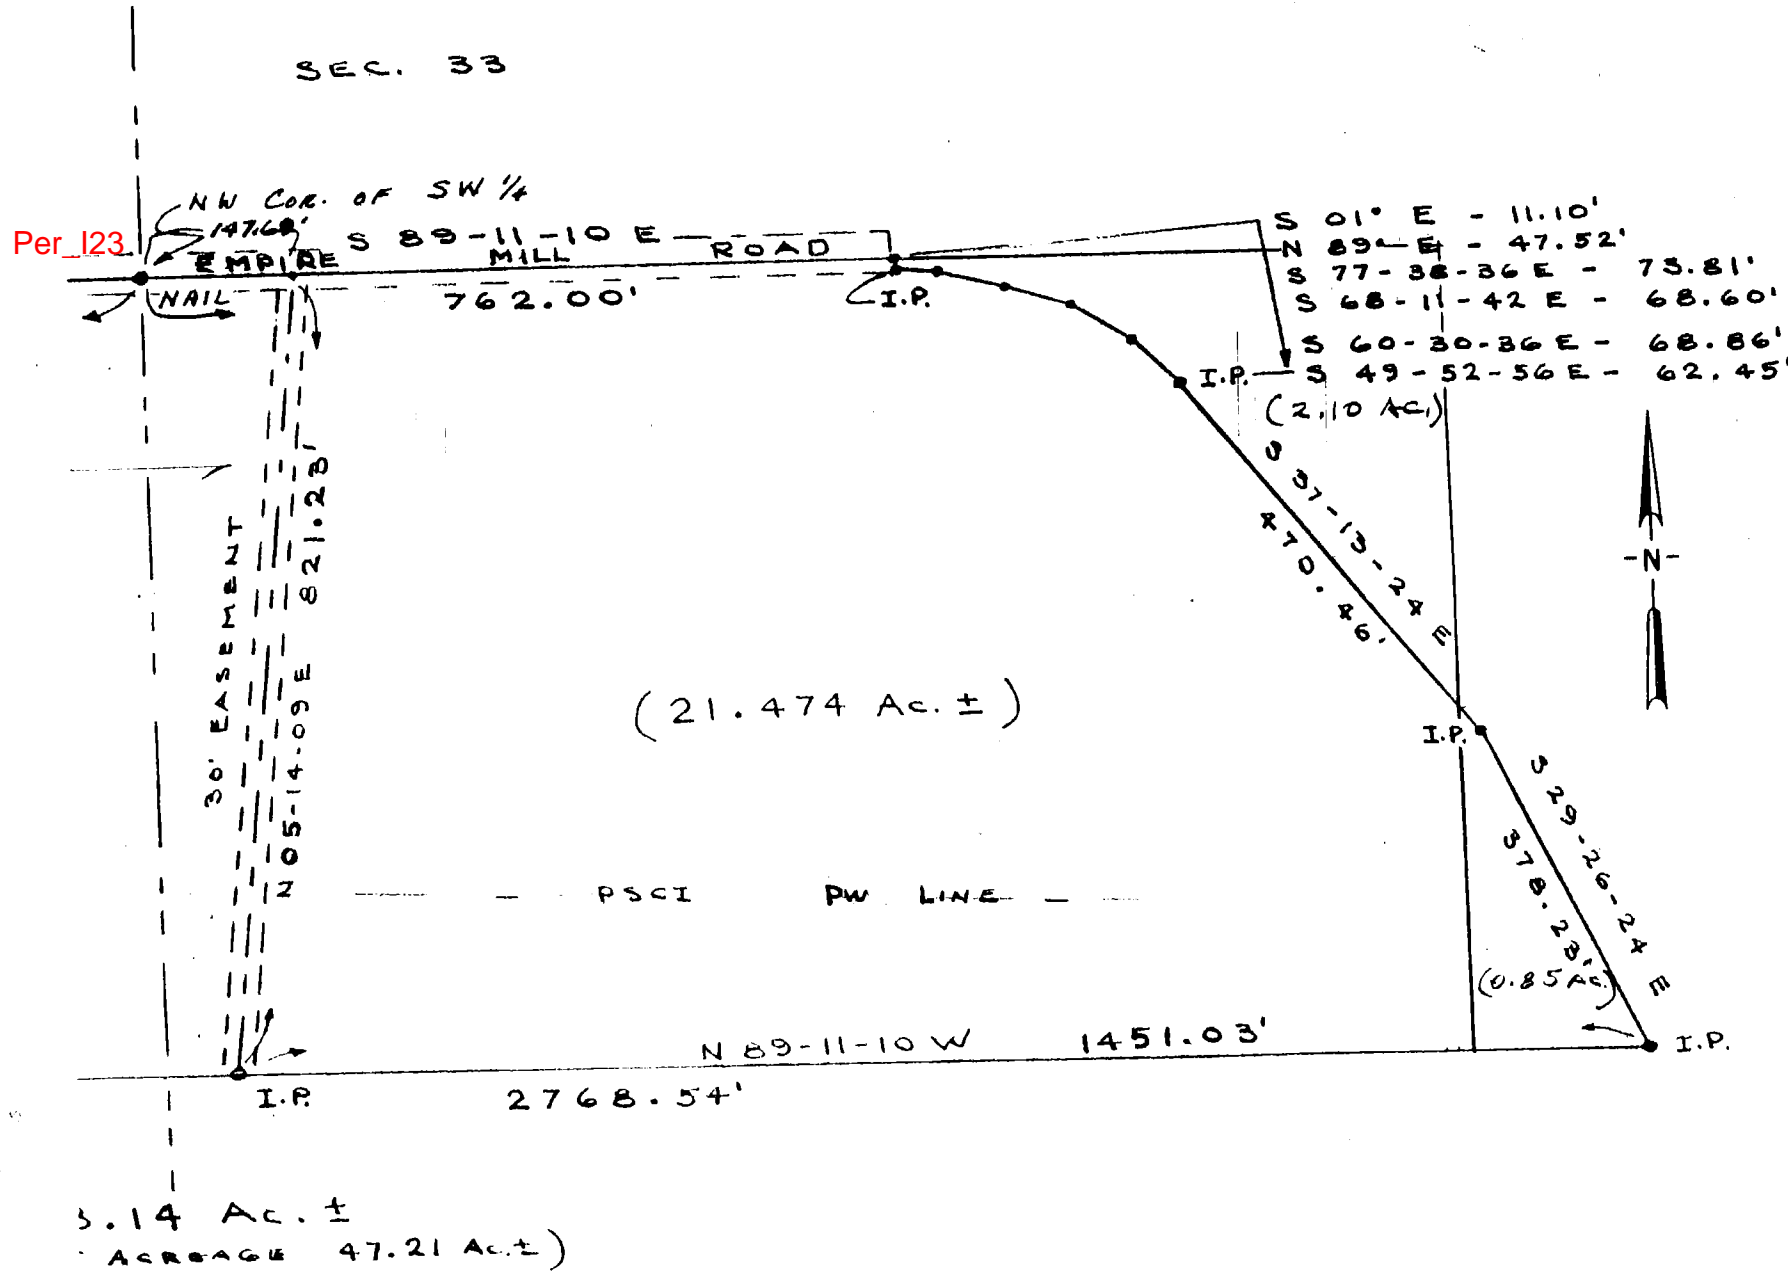 SEC. 33
NW COR. OF SW 1/4
Per_I23
S 89-11-10 E
EMPIRE MILL ROAD
NAIL
762.00'
I.P.
S 01° E - 11.10'
N 89 E - 47.52'
S 77-38-36 E - 73.81'
S 68-11-42 E - 68.60'
S 60-30-36 E - 68.86'
I.P. S 49-52-56 E - 62.45'
(2.10 AC.)
S 37-13-24 E
470.46'
30' EASEMENT
N 05-14-09 E 821.23'
-N-
(21.474 Ac. ±)
I.P.
S 29-26-24 E
378.23'
PSCI PW LINE
(0.85 AC.)
N 89-11-10 W 1451.03'
I.P.
I.P.
2768.54'
.14 Ac. ±
ACREAGE 47.21 Ac.±)